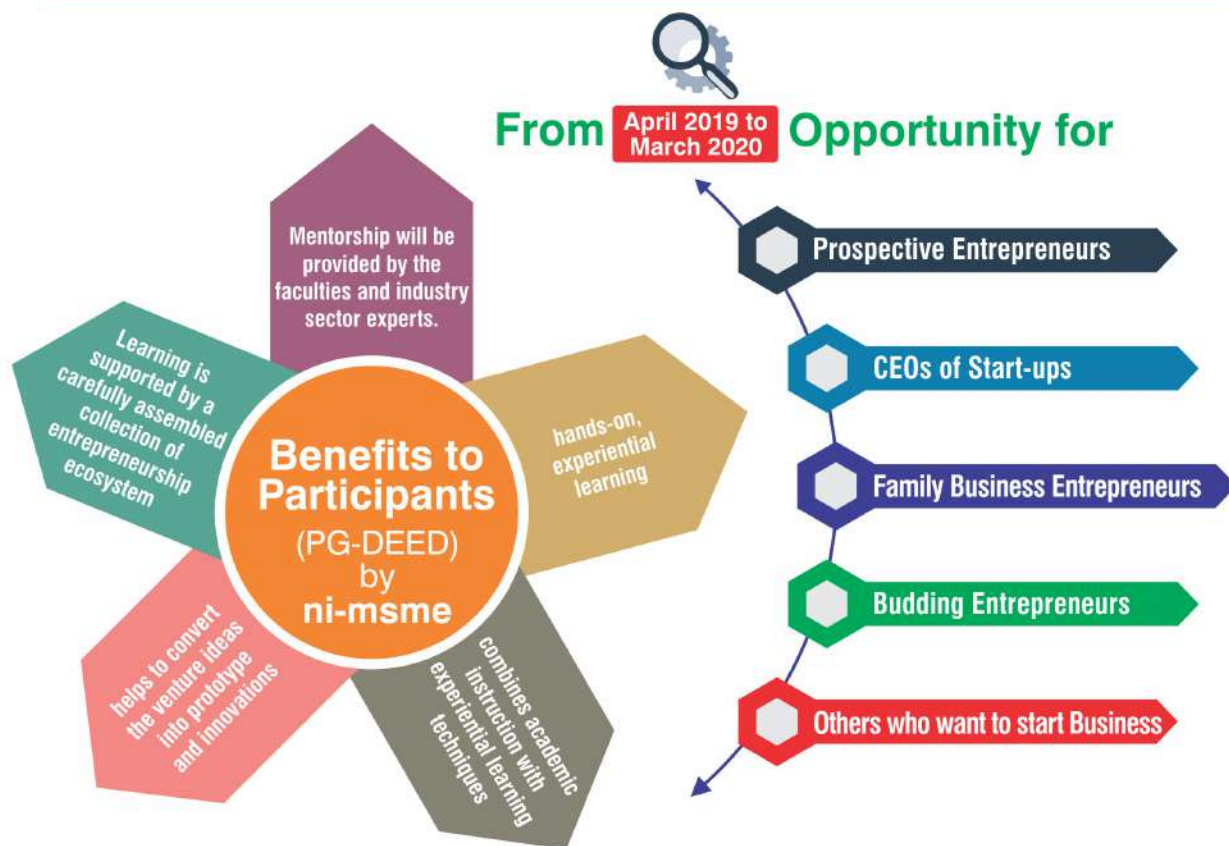 From April 2019 to
March 2020 Opportunity for
Mentorship will be
provided by the
faculties and industry
sector experts.
hands-on,
experiential
learning
combines academic
instruction with
experiential learning
techniques
helps to convert
the venture ideas
into prototype
and innovations
Learning is
supported by a
carefully assembled
collection of
entrepreneurship
ecosystem
Benefits to
Participants
(PG-DEED)
by
ni-msme
Prospective Entrepreneurs
CEOs of Start-ups
Family Business Entrepreneurs
Budding Entrepreneurs
Others who want to start Business